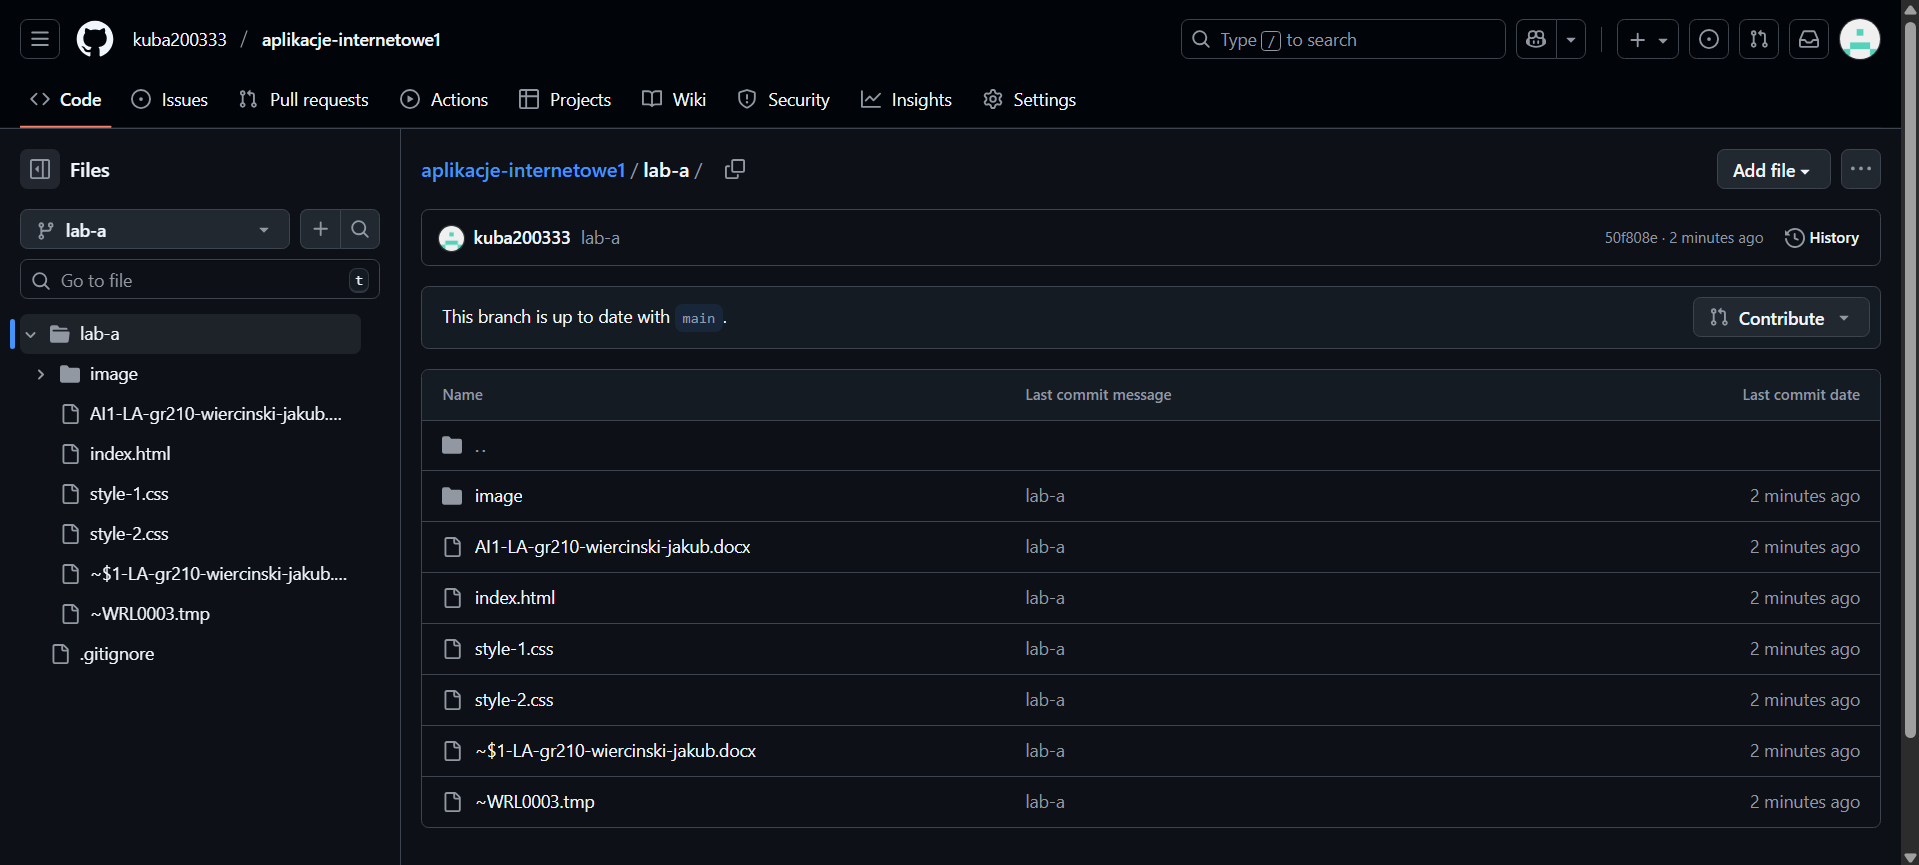 kuba200333 / aplikacje-internetowe1
Type / to search
Code Issues Pull requests Actions Projects Wiki Security Insights Settings
Files
lab-a
Go to file t
lab-a
image
AI1-LA-gr210-wiercinski-jakub....
index.html
style-1.css
style-2.css
~$1-LA-gr210-wiercinski-jakub....
~WRL0003.tmp
.gitignore
aplikacje-internetowe1 / lab-a /
Add file
kuba200333 lab-a
50f808e · 2 minutes ago History
This branch is up to date with main .
Contribute
Name Last commit message Last commit date
..
image lab-a 2 minutes ago
AI1-LA-gr210-wiercinski-jakub.docx lab-a 2 minutes ago
index.html lab-a 2 minutes ago
style-1.css lab-a 2 minutes ago
style-2.css lab-a 2 minutes ago
~$1-LA-gr210-wiercinski-jakub.docx lab-a 2 minutes ago
~WRL0003.tmp lab-a 2 minutes ago